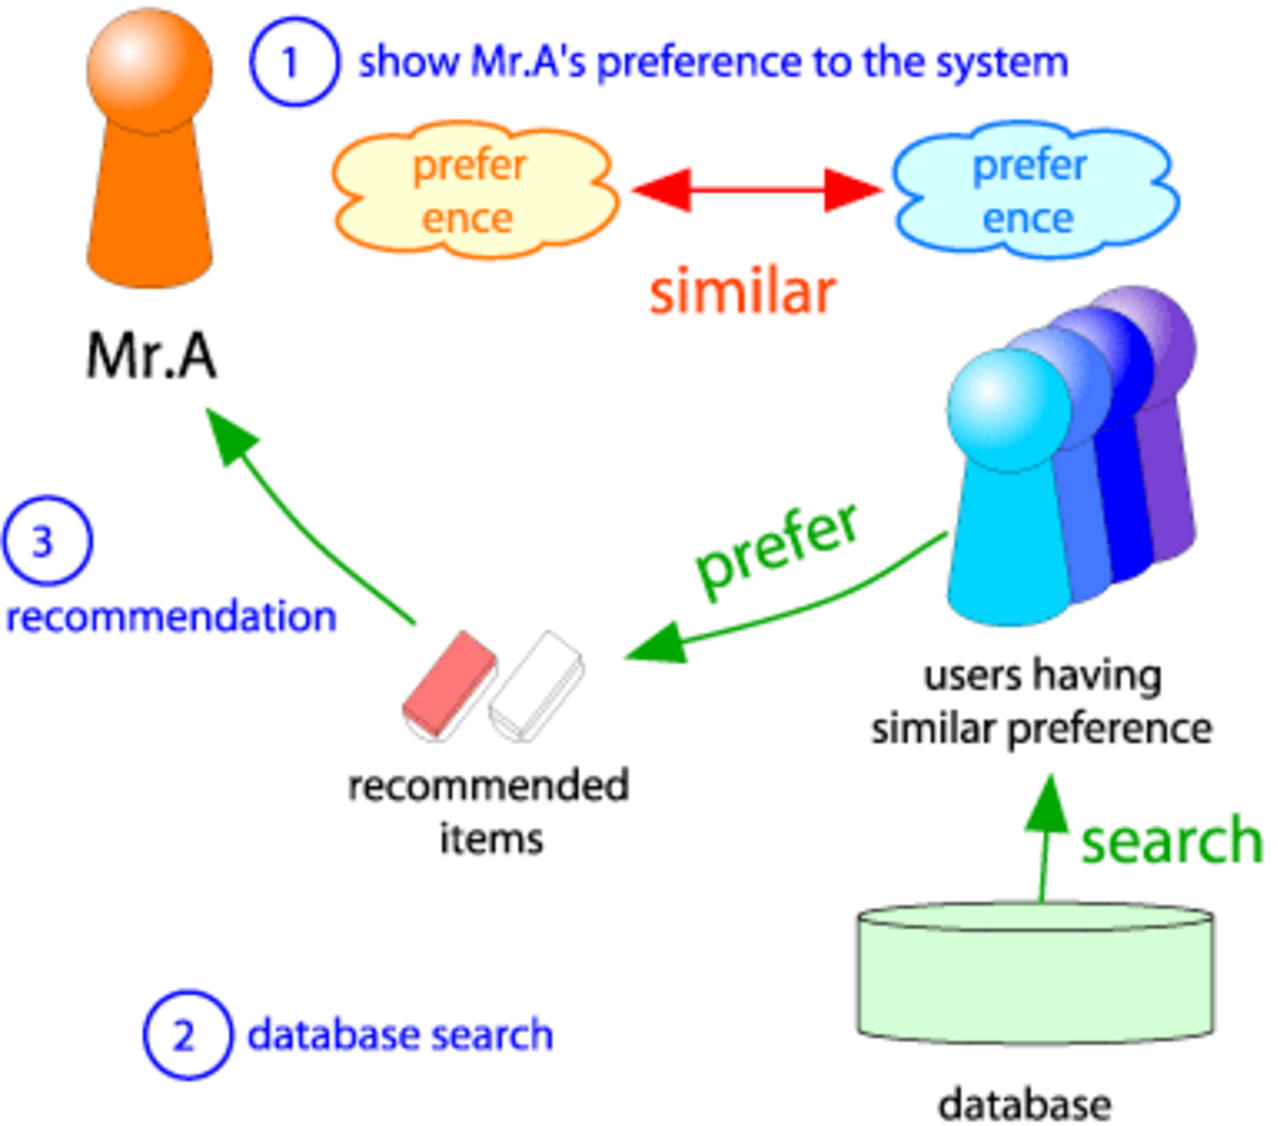 1 show Mr.A's preference to the system
prefer
ence
prefer
ence
similar
Mr.A
prefer
3
recommendation
users having
similar preference
recommended
items
search
2 database search
database